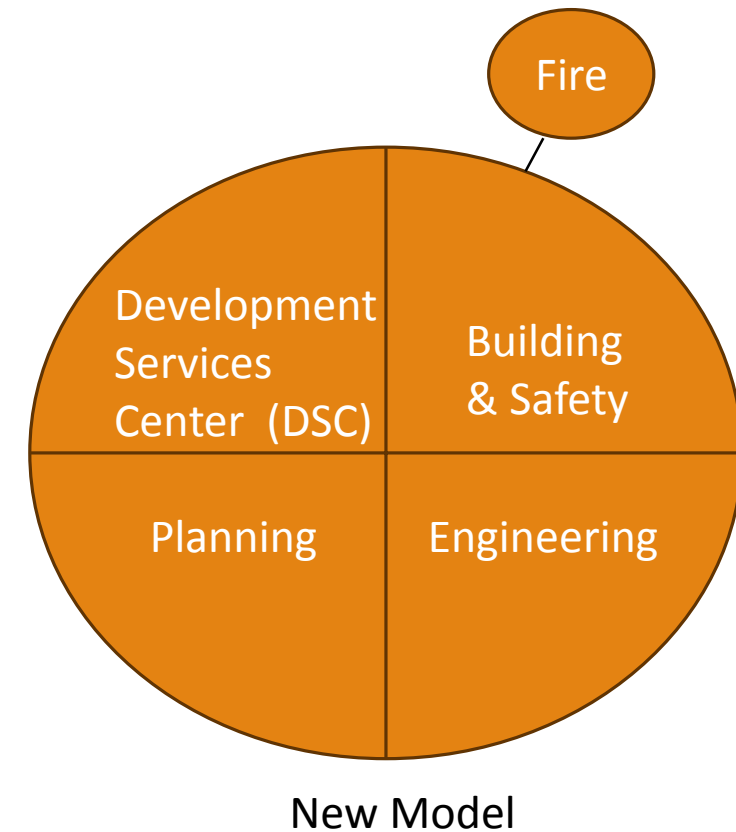 Fire
Development
Services
Center (DSC)
Building
& Safety
Planning
Engineering
New Model